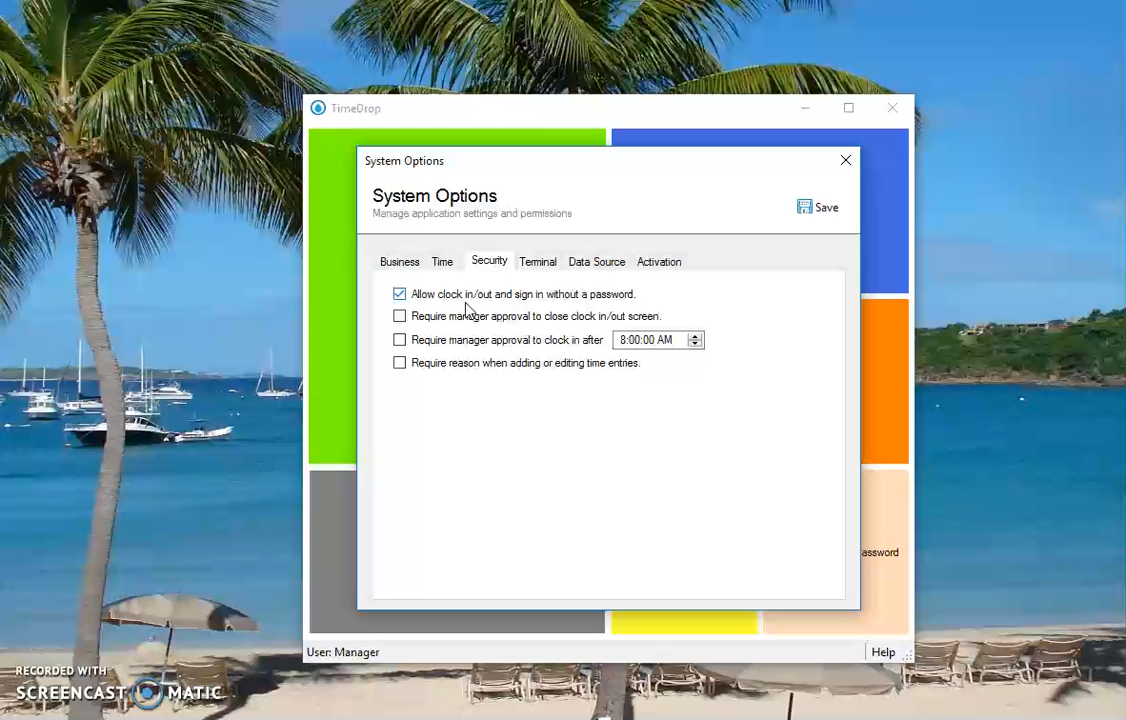 TimeDrop
System Options
System Options
Manage application settings and permissions
Save
Business Time Security Terminal Data Source Activation
Allow clock in/out and sign in without a password.
Require manager approval to close clock in/out screen.
Require manager approval to clock in after 8:00:00 AM
Require reason when adding or editing time entries.
assword
User: Manager
Help
RECORDED WITH
SCREENCAST MATIC